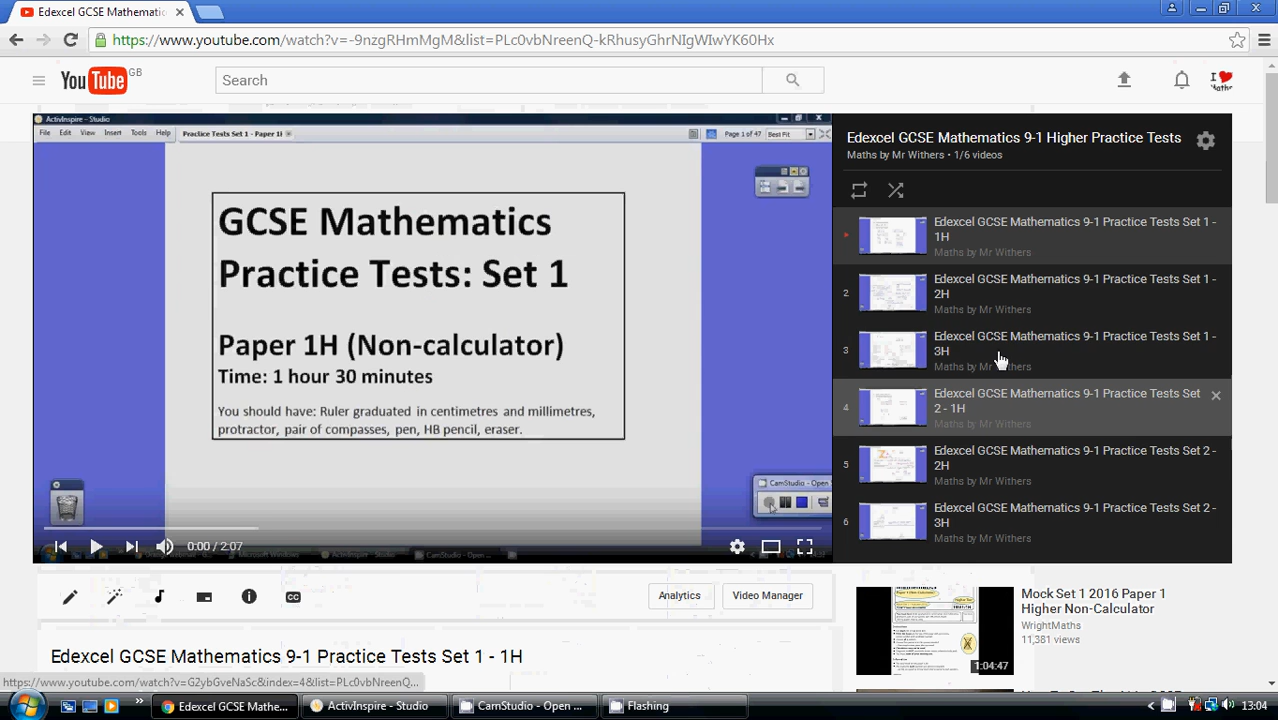 Edexcel GCSE Mathematic
https://www.youtube.com/watch?v=-9nzgRHmMgM&list=PLc0vbNreenQ-kRhusyGhrNIgWIwYK60Hx
YouTube GB
Search
I ♥ Maths
ActivInspire - Studio
File Edit View Insert Tools Help
Practice Tests Set 1 - Paper 1H
Page 1 of 47
Best Fit
GCSE Mathematics
Practice Tests: Set 1
Paper 1H (Non-calculator)
Time: 1 hour 30 minutes
You should have: Ruler graduated in centimetres and millimetres,
protractor, pair of compasses, pen, HB pencil, eraser.
CamStudio - Open
0:00 / 2:07
Edexcel GCSE Mathematics 9-1 Higher Practice Tests
Maths by Mr Withers • 1/6 videos
Edexcel GCSE Mathematics 9-1 Practice Tests Set 1 -
1H
Maths by Mr Withers
2
Edexcel GCSE Mathematics 9-1 Practice Tests Set 1 -
2H
Maths by Mr Withers
3
Edexcel GCSE Mathematics 9-1 Practice Tests Set 1 -
3H
Maths by Mr Withers
4
Edexcel GCSE Mathematics 9-1 Practice Tests Set
2 - 1H
Maths by Mr Withers
5
Edexcel GCSE Mathematics 9-1 Practice Tests Set 2 -
2H
Maths by Mr Withers
6
Edexcel GCSE Mathematics 9-1 Practice Tests Set 2 -
3H
Maths by Mr Withers
CC
Analytics
Video Manager
Mock Set 1 2016 Paper 1
Higher Non-Calculator
WrightMaths
11,381 views
1:04:47
Edexcel GCSE Mathematics 9-1 Practice Tests Set 1 - 1H
Edexcel GCSE Mathe...
ActivInspire - Studio
CamStudio - Open ...
Flashing
13:04